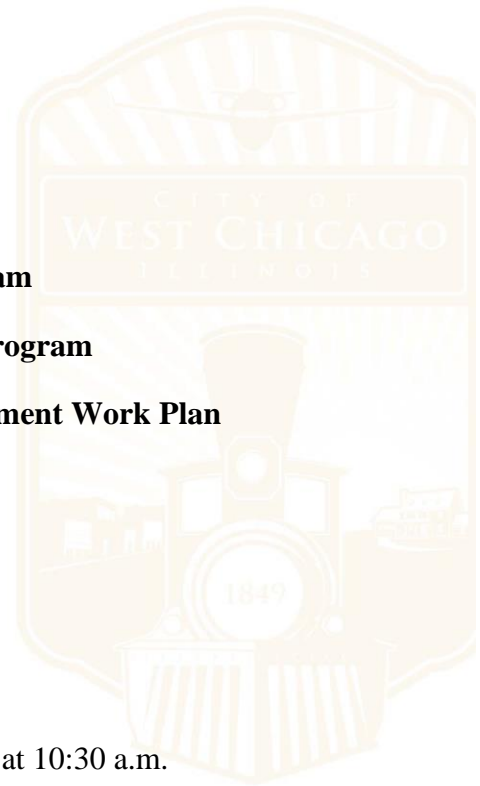 CITY OF
WEST CHICAGO
ILLINOIS
am
rogram
ment Work Plan
1849
at 10:30 a.m.